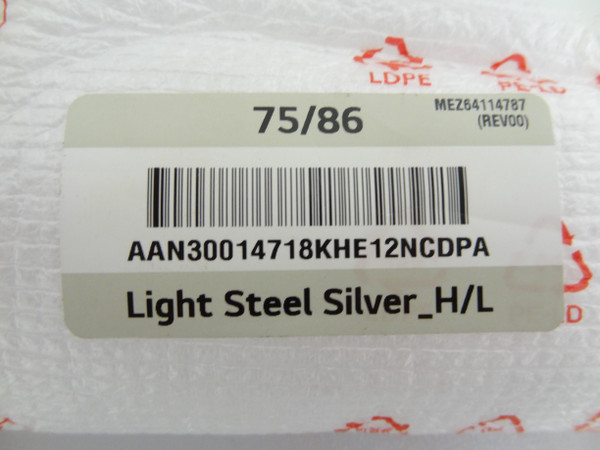 LDPE
75/86
MEZ64114787
(REV00)
AAN30014718KHE12NCDPA
Light Steel Silver_H/L